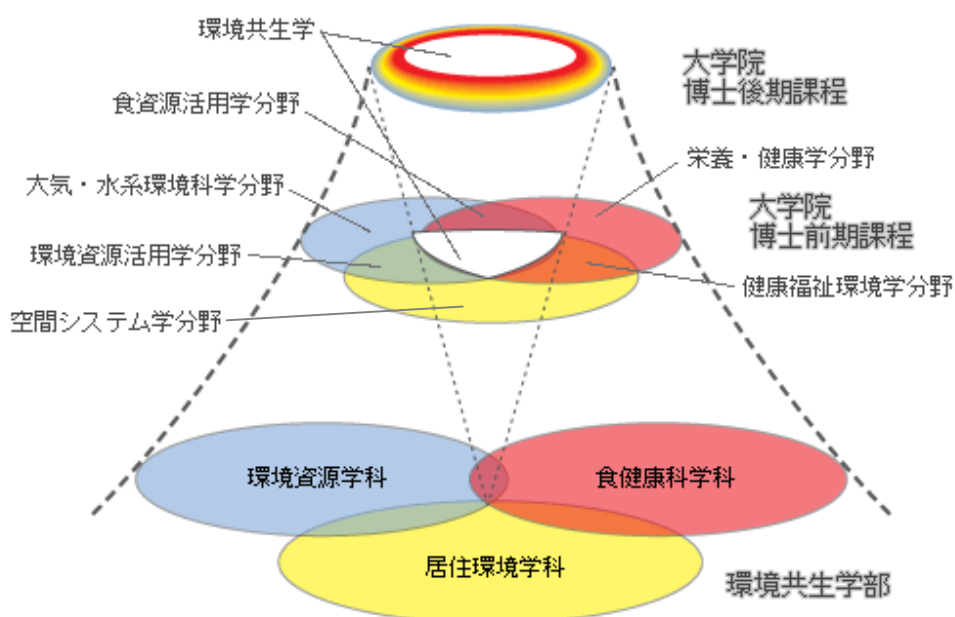 環境共生学
大学院
博士後期課程
食資源活用学分野
栄養・健康学分野
大気・水系環境科学分野
大学院
博士前期課程
環境資源活用学分野
健康福祉環境学分野
空間システム学分野
環境資源学科
食健康科学科
居住環境学科
環境共生学部